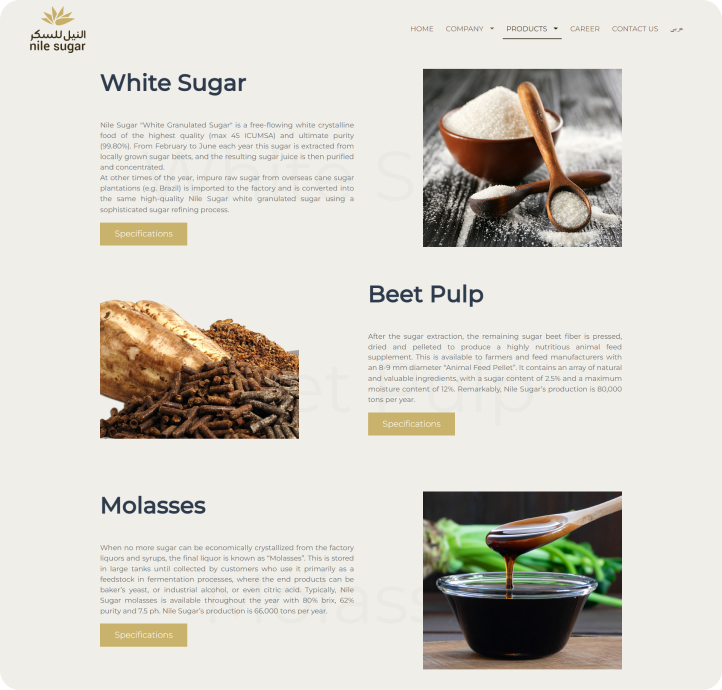 النيل للسكر
nile sugar
HOME COMPANY PRODUCTS CAREER CONTACT US عربي
White Sugar
Nile Sugar "White Granulated Sugar" is a free-flowing white crystalline
food of the highest quality (max 45 ICUMSA) and ultimate purity
(99.80%). From February to June each year this sugar is extracted from
locally grown sugar beets, and the resulting sugar juice is then purified
and concentrated.
At other times of the year, impure raw sugar from overseas cane sugar
plantations (e.g. Brazil) is imported to the factory and is converted into
the same high-quality Nile Sugar white granulated sugar using a
sophisticated sugar refining process.
Specifications
Beet Pulp
After the sugar extraction, the remaining sugar beet fiber is pressed,
dried and pelleted to produce a highly nutritious animal feed
supplement. This is available to farmers and feed manufacturers with
an 8-9 mm diameter "Animal Feed Pellet". It contains an array of natural
and valuable ingredients, with a sugar content of 2.5% and a maximum
moisture content of 12%. Remarkably, Nile Sugar's production is 80,000
tons per year.
Specifications
Molasses
When no more sugar can be economically crystallized from the factory
liquors and syrups, the final liquor is known as "Molasses". This is stored
in large tanks until collected by customers who use it primarily as a
feedstock in fermentation processes, where the end products can be
baker's yeast, or industrial alcohol, or even citric acid. Typically, Nile
Sugar molasses is available throughout the year with 80% brix, 62%
purity and 7.5 ph. Nile Sugar's production is 66,000 tons per year.
Specifications